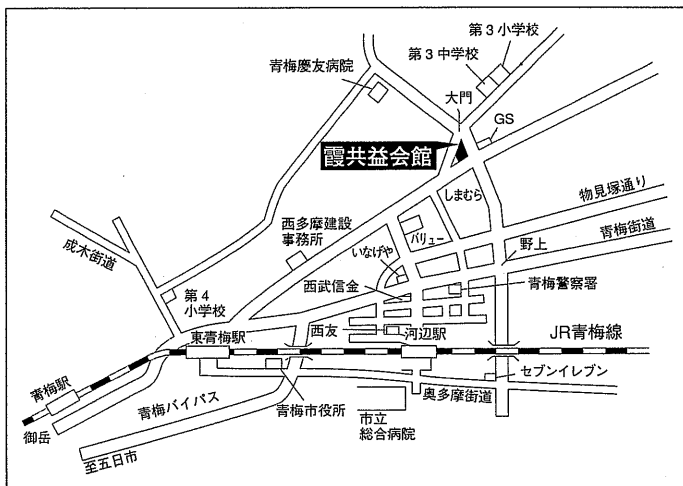 第3小学校
第3中学校
青梅慶友病院
大門
GS
霞共益会館
しまむら
物見塚通り
西多摩建設
事務所
バリュー
青梅街道
成木街道
いなげや
野上
西武信金
青梅警察署
第4
小学校
西友
河辺駅
東青梅駅
JR青梅線
青梅駅
セブンイレブン
青梅バイパス
青梅市役所
奥多摩街道
御岳
市立
総合病院
至五日市